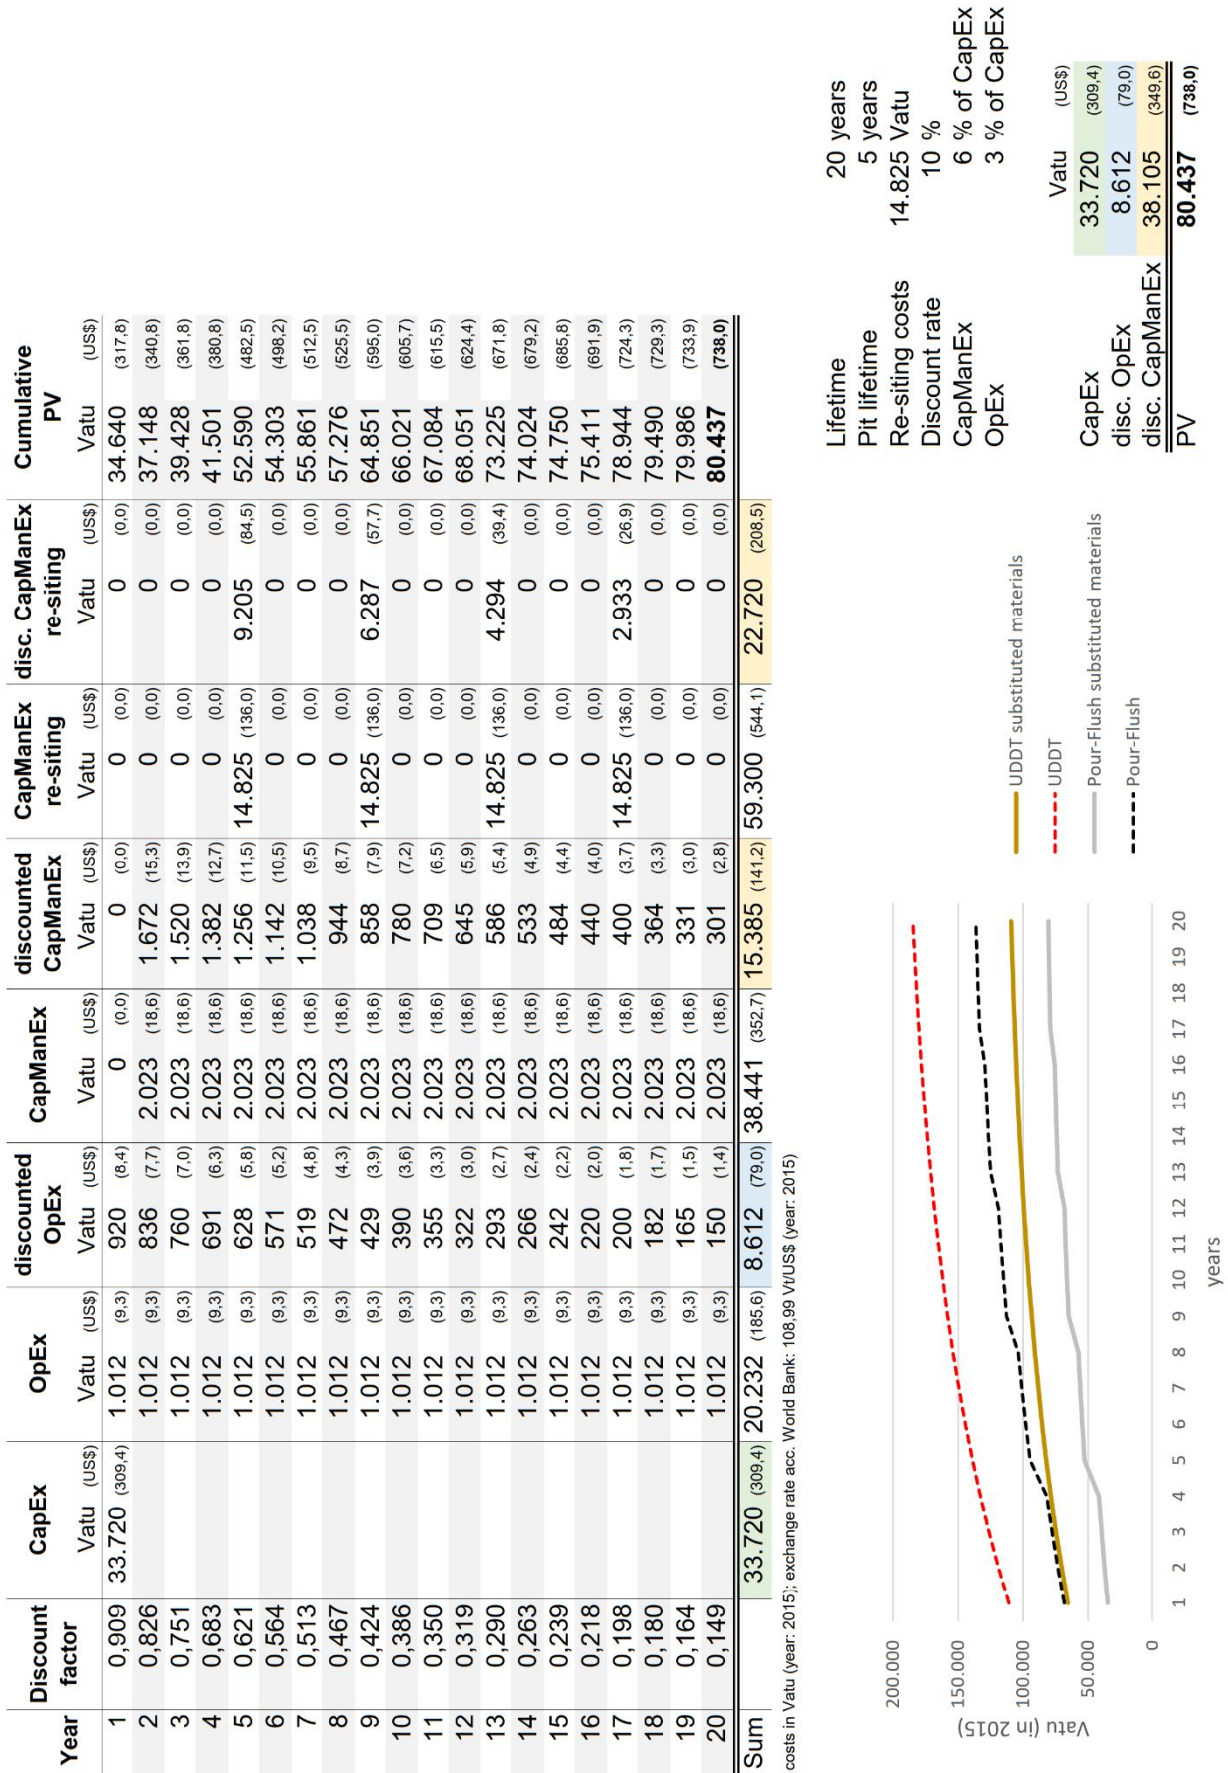 Year Discount factor CapEx OpEx discounted OpEx CapManEx discounted CapManEx CapManEx re-siting disc. CapManEx re-siting Cumulative PV
Vatu (US$) Vatu (US$) Vatu (US$) Vatu (US$) Vatu (US$) Vatu (US$) Vatu (US$) Vatu (US$)
1 0,909 33.720 (309,4) 1.012 (9,3) 920 (8,4) 0 (0,0) 0 (0,0) 0 (0,0) 0 (0,0) 34.640 (317,8)
2 0,826 1.012 (9,3) 836 (7,7) 2.023 (18,6) 1.672 (15,3) 0 (0,0) 0 (0,0) 37.148 (340,8)
3 0,751 1.012 (9,3) 760 (7,0) 2.023 (18,6) 1.520 (13,9) 0 (0,0) 0 (0,0) 39.428 (361,8)
4 0,683 1.012 (9,3) 691 (6,3) 2.023 (18,6) 1.382 (12,7) 0 (0,0) 0 (0,0) 41.501 (380,8)
5 0,621 1.012 (9,3) 628 (5,8) 2.023 (18,6) 1.256 (11,5) 14.825 (136,0) 9.205 (84,5) 52.590 (482,5)
6 0,564 1.012 (9,3) 571 (5,2) 2.023 (18,6) 1.142 (10,5) 0 (0,0) 0 (0,0) 54.303 (498,2)
7 0,513 1.012 (9,3) 519 (4,8) 2.023 (18,6) 1.038 (9,5) 0 (0,0) 0 (0,0) 55.861 (512,5)
8 0,467 1.012 (9,3) 472 (4,3) 2.023 (18,6) 944 (8,7) 0 (0,0) 0 (0,0) 57.276 (525,5)
9 0,424 1.012 (9,3) 429 (3,9) 2.023 (18,6) 858 (7,9) 14.825 (136,0) 6.287 (57,7) 64.851 (595,0)
10 0,386 1.012 (9,3) 390 (3,6) 2.023 (18,6) 780 (7,2) 0 (0,0) 0 (0,0) 66.021 (605,7)
11 0,350 1.012 (9,3) 355 (3,3) 2.023 (18,6) 709 (6,5) 0 (0,0) 0 (0,0) 67.084 (615,5)
12 0,319 1.012 (9,3) 322 (3,0) 2.023 (18,6) 645 (5,9) 0 (0,0) 0 (0,0) 68.051 (624,4)
13 0,290 1.012 (9,3) 293 (2,7) 2.023 (18,6) 586 (5,4) 14.825 (136,0) 4.294 (39,4) 73.225 (671,8)
14 0,263 1.012 (9,3) 266 (2,4) 2.023 (18,6) 533 (4,9) 0 (0,0) 0 (0,0) 74.024 (679,2)
15 0,239 1.012 (9,3) 242 (2,2) 2.023 (18,6) 484 (4,4) 0 (0,0) 0 (0,0) 74.750 (685,8)
16 0,218 1.012 (9,3) 220 (2,0) 2.023 (18,6) 440 (4,0) 0 (0,0) 0 (0,0) 75.411 (691,9)
17 0,198 1.012 (9,3) 200 (1,8) 2.023 (18,6) 400 (3,7) 14.825 (136,0) 2.933 (26,9) 78.944 (724,3)
18 0,180 1.012 (9,3) 182 (1,7) 2.023 (18,6) 364 (3,3) 0 (0,0) 0 (0,0) 79.490 (729,3)
19 0,164 1.012 (9,3) 165 (1,5) 2.023 (18,6) 331 (3,0) 0 (0,0) 0 (0,0) 79.986 (733,9)
20 0,149 1.012 (9,3) 150 (1,4) 2.023 (18,6) 301 (2,8) 0 (0,0) 0 (0,0) 80.437 (738,0)
Sum 33.720 (309,4) 20.232 (185,6) 8.612 (79,0) 38.441 (352,7) 15.385 (141,2) 59.300 (544,1) 22.720 (208,5)
costs in Vatu (year: 2015); exchange rate acc. World Bank: 108,99 Vt/US$ (year: 2015)
Vatu (in 2015)
200.000
150.000
100.000
50.000
0
1 2 3 4 5 6 7 8 9 10 11 12 13 14 15 16 17 18 19 20
years
UDDT substituted materials
UDDT
Pour-Flush substituted materials
Pour-Flush
Lifetime 20 years
Pit lifetime 5 years
Re-siting costs 14.825 Vatu
Discount rate 10 %
CapManEx 6 % of CapEx
OpEx 3 % of CapEx
Vatu (US$)
CapEx 33.720 (309,4)
disc. OpEx 8.612 (79,0)
disc. CapManEx 38.105 (349,6)
PV 80.437 (738,0)